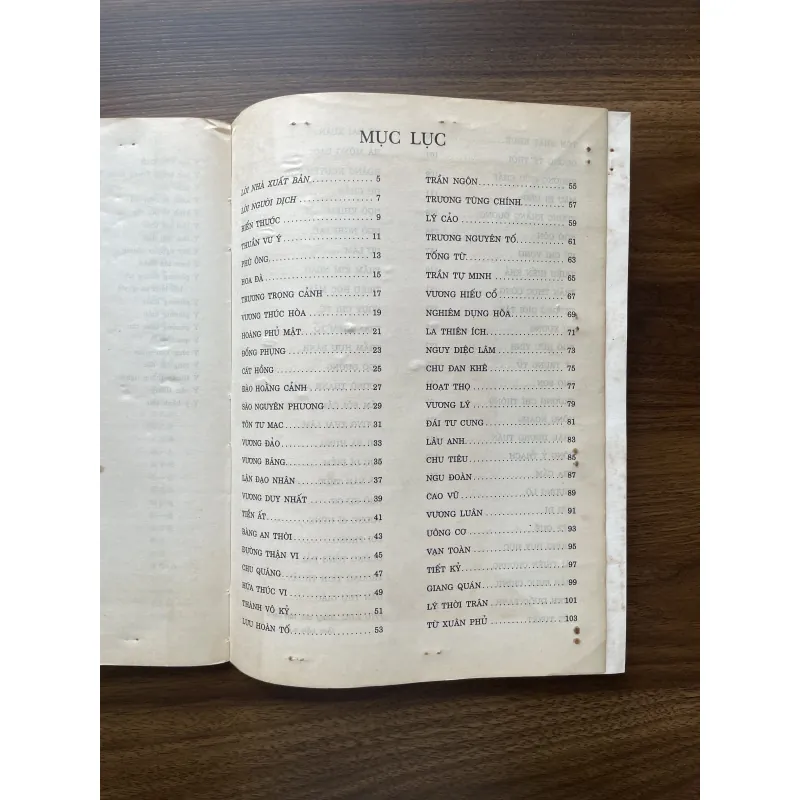 MỤC LỤC
LỜI NHÀ XUẤT BẢN 5
LỜI NGƯỜI DỊCH 7
BIỂN THƯỚC 9
THUẦN VU Ý 11
PHÙ ÔNG 13
HOA ĐÀ 15
TRƯƠNG TRỌNG CẢNH 17
VƯƠNG THÚC HÒA 19
HOÀNG PHỦ MẬT 21
ĐỔNG PHỤNG 23
CÁT HỒNG 25
ĐÀO HOẰNG CẢNH 27
SÀO NGUYÊN PHƯƠNG 29
TÔN TƯ MẠC 31
VƯƠNG ĐÀO 33
VƯƠNG BĂNG 35
LẬN ĐẠO NHÂN 37
VƯƠNG DUY NHẤT 39
TIỀN ẤT 41
BÀNG AN THỜI 43
ĐƯỜNG THẬN VI 45
CHU QUĂNG 47
HỨA THÚC VI 49
THÀNH VÔ KỶ 51
LƯU HOÀN TỐ 53
TRẦN NGÔN 55
TRƯƠNG TÙNG CHÍNH 57
LÝ CẢO 59
TRƯƠNG NGUYÊN TỐ 61
TỐNG TỪ 63
TRẦN TỰ MINH 65
VƯƠNG HIẾU CỔ 67
NGHIÊM DỤNG HÒA 69
LA THIÊN ÍCH 71
NGUY DIỆC LÂM 73
CHU ĐAN KHÊ 75
HOẠT THỌ 77
VƯƠNG LÝ 79
ĐÁI TƯ CUNG 81
LÂU ANH 83
CHU TIÊU 85
NGU ĐOÀN 87
CAO VŨ 89
VƯƠNG LUÂN 91
UÔNG CƠ 93
VẠN TOÀN 95
TIẾT KỶ 97
GIANG QUÁN 99
LÝ THỜI TRÂN 101
TỪ XUÂN PHỦ 103